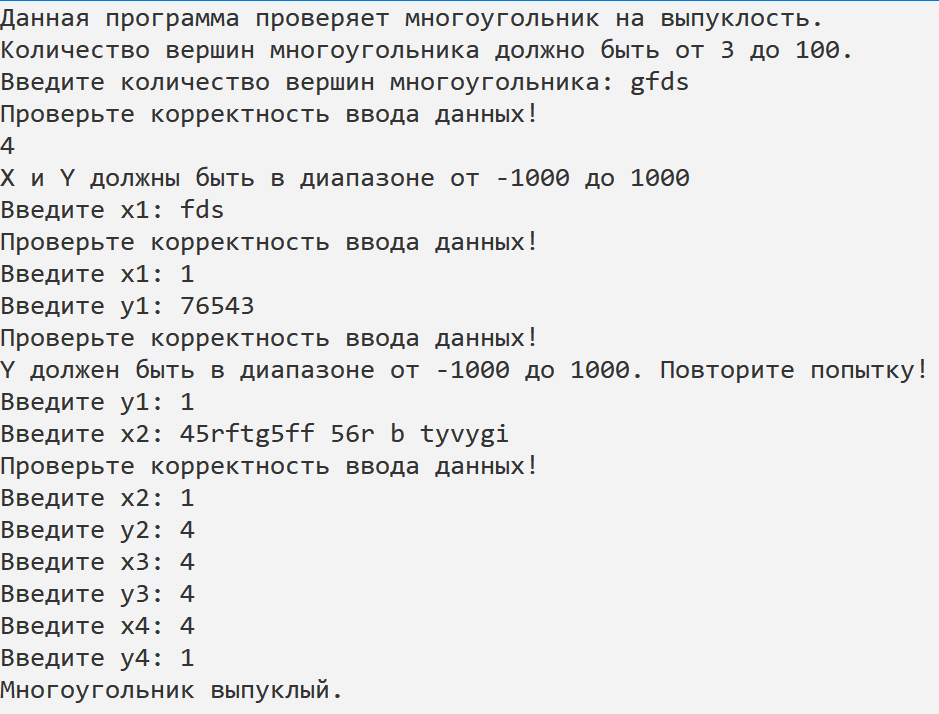 Данная программа проверяет многоугольник на выпуклость.
Количество вершин многоугольника должно быть от 3 до 100.
Введите количество вершин многоугольника: gfds
Проверьте корректность ввода данных!
4
X и Y должны быть в диапазоне от -1000 до 1000
Введите x1: fds
Проверьте корректность ввода данных!
Введите x1: 1
Введите y1: 76543
Проверьте корректность ввода данных!
Y должен быть в диапазоне от -1000 до 1000. Повторите попытку!
Введите y1: 1
Введите x2: 45rftg5ff 56r b tyvygi
Проверьте корректность ввода данных!
Введите x2: 1
Введите y2: 4
Введите x3: 4
Введите y3: 4
Введите x4: 4
Введите y4: 1
Многоугольник выпуклый.